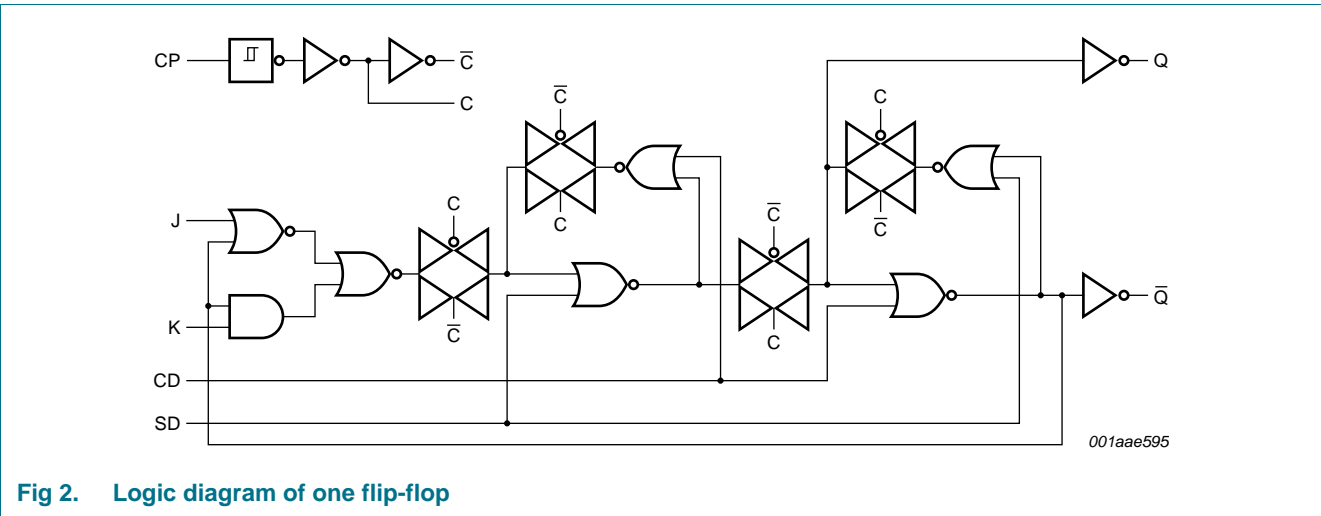 CP
C̅
C
Q
C̅
C
C
C̅
J
C
C̅
C̅
C
K
Q̅
CD
SD
001aae595
Fig 2. Logic diagram of one flip-flop